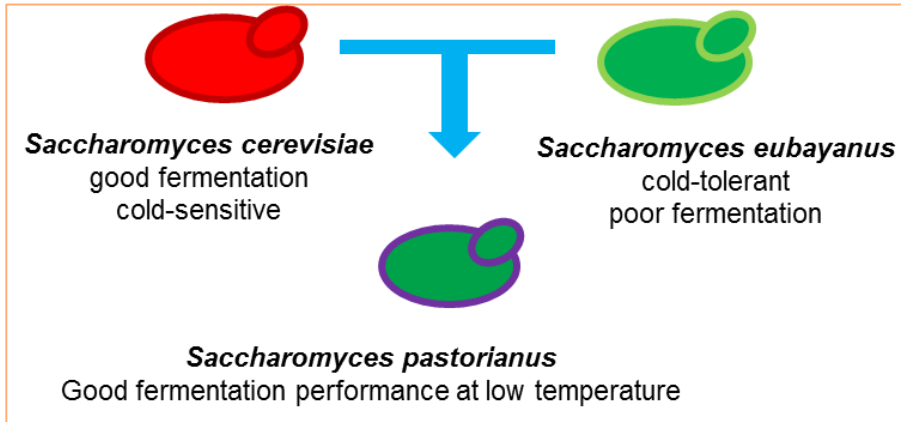 Saccharomyces cerevisiae
good fermentation
cold-sensitive
Saccharomyces eubayanus
cold-tolerant
poor fermentation
Saccharomyces pastorianus
Good fermentation performance at low temperature